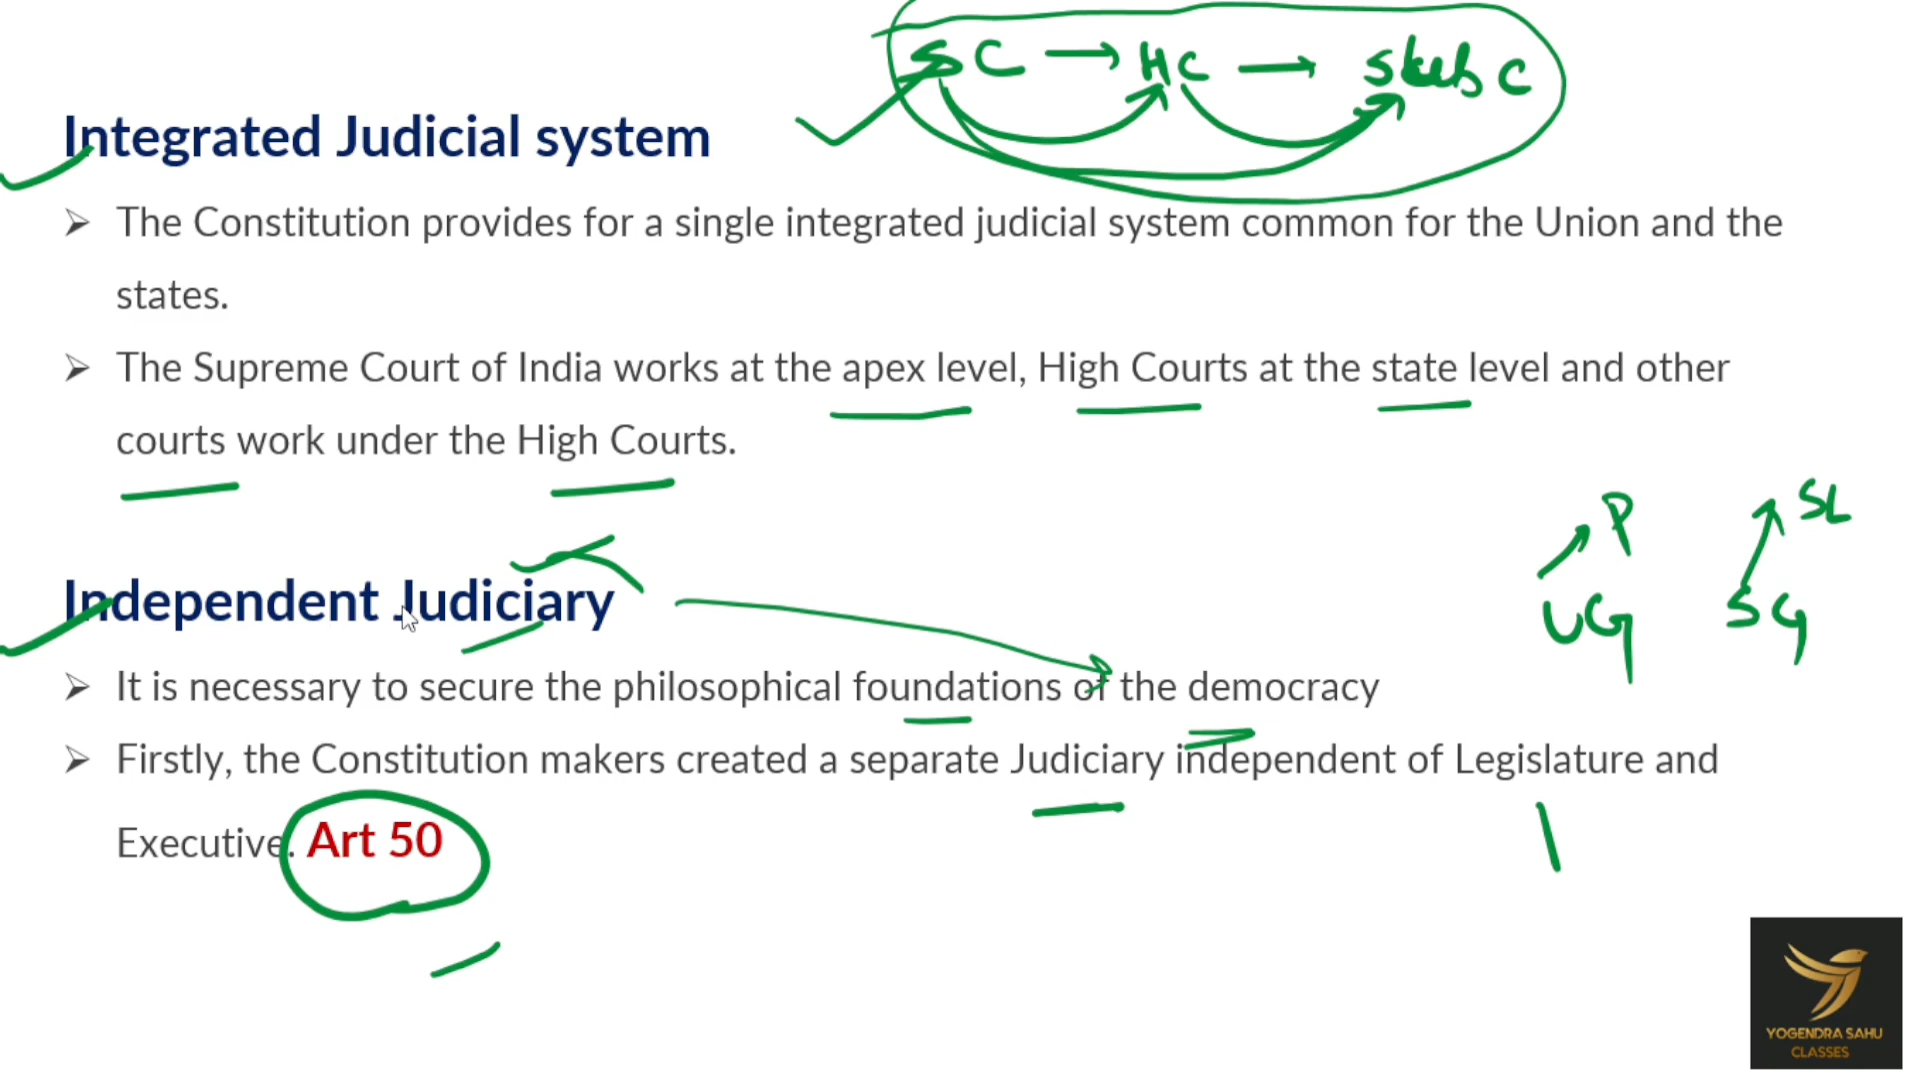 SC → HC → C
Integrated Judicial system
➢ The Constitution provides for a single integrated judicial system common for the Union and the
states.
➢ The Supreme Court of India works at the apex level, High Courts at the state level and other
courts work under the High Courts.
P SL
UG SG
Independent Judiciary
➢ It is necessary to secure the philosophical foundations of the democracy
➢ Firstly, the Constitution makers created a separate Judiciary independent of Legislature and
Executive. Art 50
YOGENDRA SAHU
CLASSES